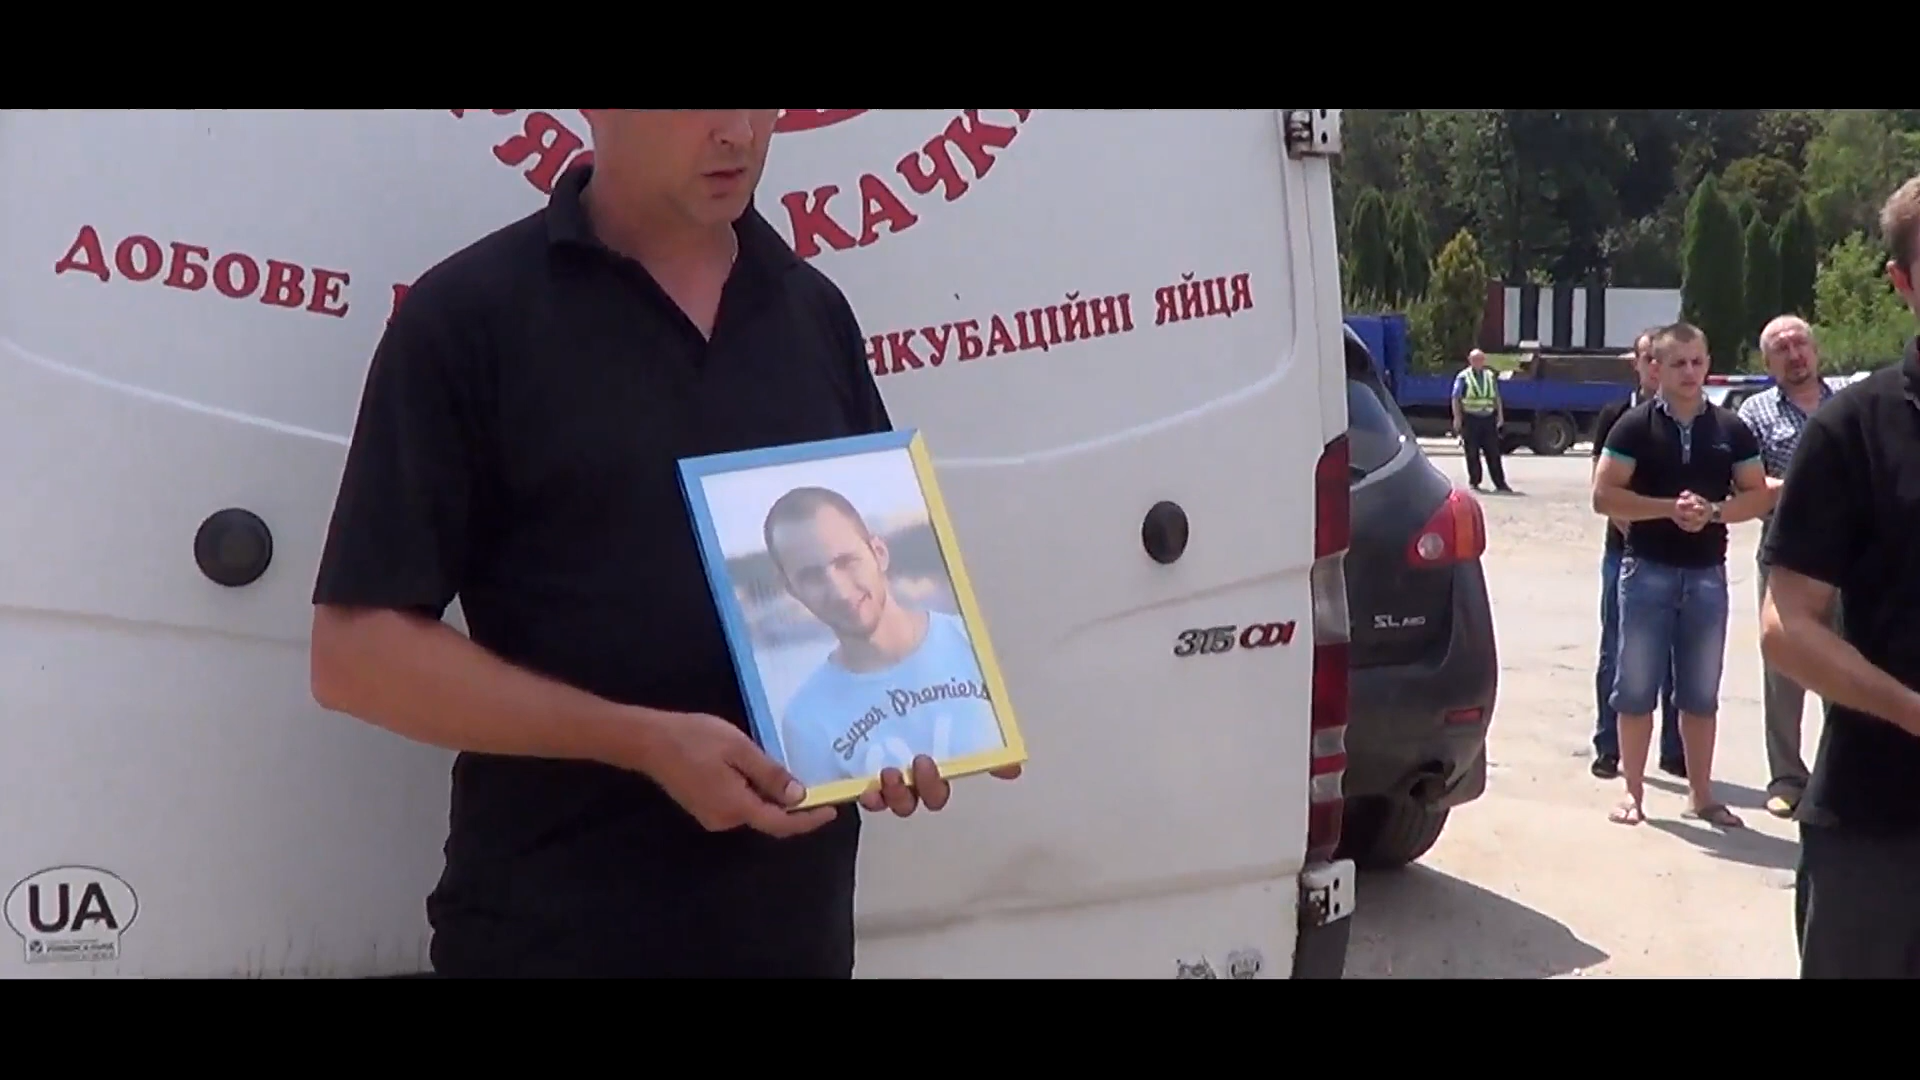 КАЧК
ДОБОВЕ
НКУБАЦІЙНІ ЯЙЦЯ
Super Premiers
315 CDI
SL AWD
UA